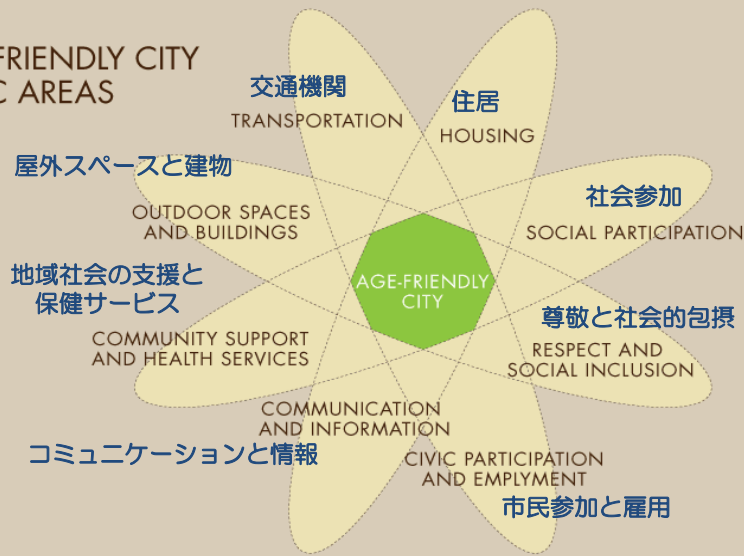 FRIENDLY CITY
C AREAS
交通機関
TRANSPORTATION
住居
HOUSING
屋外スペースと建物
OUTDOOR SPACES
AND BUILDINGS
社会参加
SOCIAL PARTICIPATION
地域社会の支援と
保健サービス
COMMUNITY SUPPORT
AND HEALTH SERVICES
AGE-FRIENDLY
CITY
尊敬と社会的包摂
RESPECT AND
SOCIAL INCLUSION
COMMUNICATION
AND INFORMATION
コミュニケーションと情報
CIVIC PARTICIPATION
AND EMPLYMENT
市民参加と雇用